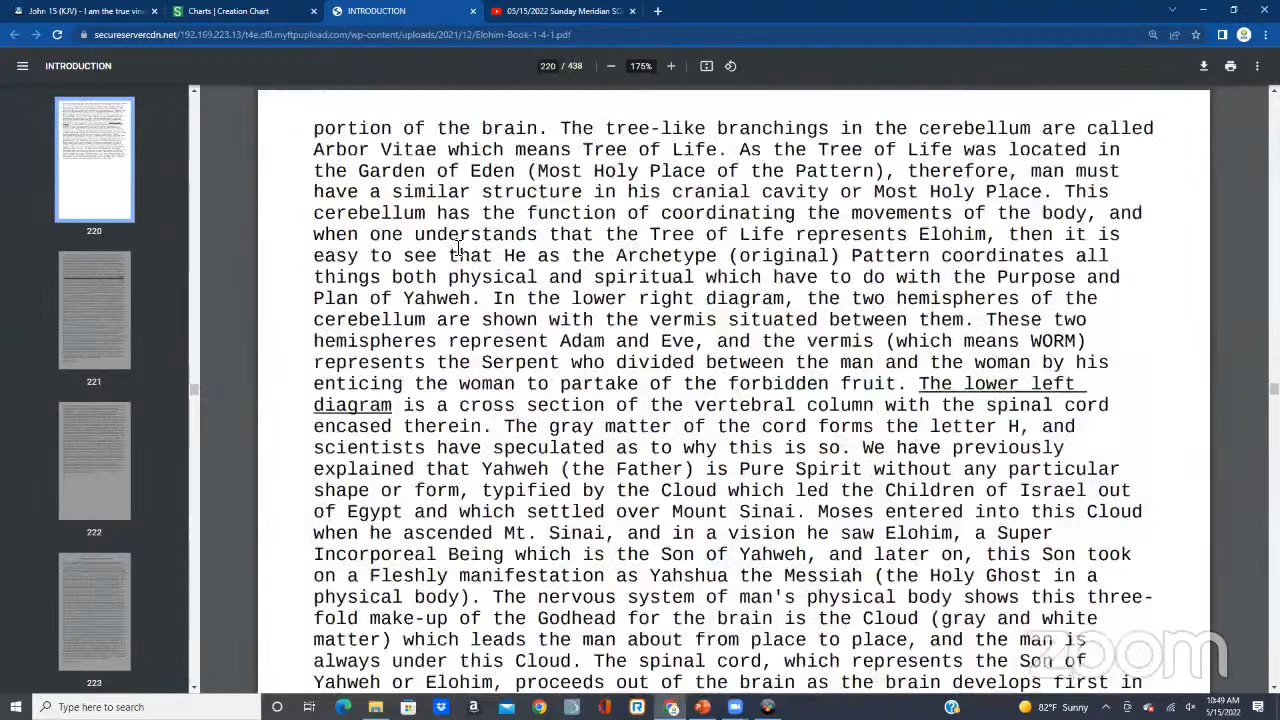 John 15 (KJV) - I am the true vin
Charts | Creation Chart
INTRODUCTION
05/15/2022 Sunday Meridian SO
secureservercdn.net/192.169.223.13/t4e.cf0.myftpupload.com/wp-content/uploads/2021/12/Elohim-Book-1-4-1.pdf
INTRODUCTION
220 / 438
175%
portion of the brain. The tree-like branchings in the cerebellum are called
Arbor Vitae which means Tree of Life. As the Tree of Life was located in
the Garden of Eden (Most Holy Place of the Pattern), therefore, man must
have a similar structure in his cranial cavity or Most Holy Place. This
cerebellum has the function of coordinating the movements of the body, and
when one understands that the Tree of Life represents Elohim, then it is
easy to see that He as the Archetype (original) Pattern coordinates all
things both physical and spiritual which have to do with the Purpose and
Plan of Yahweh. In the lower right diagram, the two hemispheres of the
cerebellum are shown with the vermis situated between them. These two
hemispheres represent Adam and Eve, and the vermis (which means WORM)
represents the Serpent who divided between the man and the woman by his
enticing the woman to partake of the forbidden fruit. The lower left
diagram is a cross section of the vertebral column with the spinal cord
encased therein. The gray matter of the cord forms the letter H, and
scientists have speculated as to why this is so. We have previously
explained that Yahweh (the Father) is Pure Spirit without any particular
shape or form, typified by the Cloud which led the Children of Israel out
of Egypt and which settled over Mount Sinai. Moses entered into this Cloud
when he ascended Mt. Sinai, and in a vision he saw Elohim, a Super
Incorporeal Being which is the Son of Yahweh, and later on, this Son took
on a Fleshly manifestation as Yahshua the Messiah (the Holy Ghost in a
physical body). The nervous system of man's physical body shows this three-
fold make-up of the Godhead for the brain is the Cloud (gray and white
matter) which leads the man about from place to place, and the man is
always under this Cloud. The spinal cord, which represents the Son of
Yahweh or Elohim, proceeds out of the brain as the brain develops first in
220
221
222
223
zoom
Type here to search
82°F Sunny
10:49 AM
5/15/2022